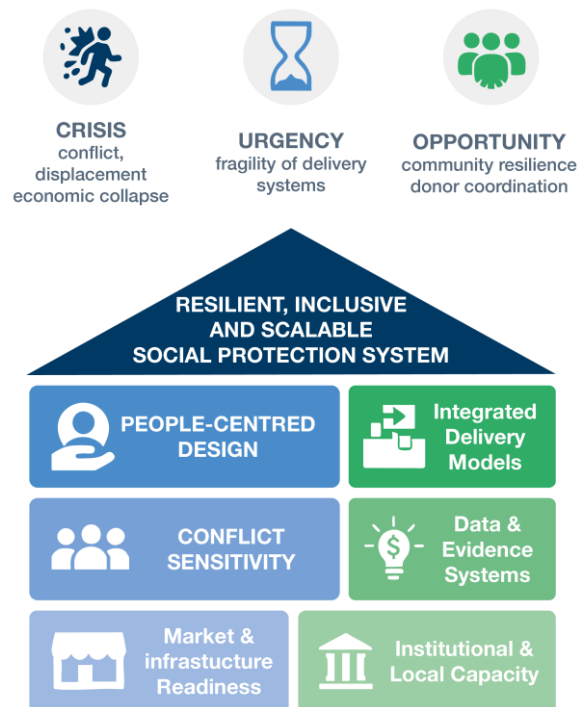 CRISIS
conflict,
displacement
economic collapse
URGENCY
fragility of delivery
systems
OPPORTUNITY
community resilience
donor coordination
RESILIENT, INCLUSIVE
AND SCALABLE
SOCIAL PROTECTION SYSTEM
PEOPLE-CENTRED
DESIGN
Integrated
Delivery
Models
CONFLICT
SENSITIVITY
$
Data &
Evidence
Systems
Market &
infrastucture
Readiness
Institutional &
Local Capacity